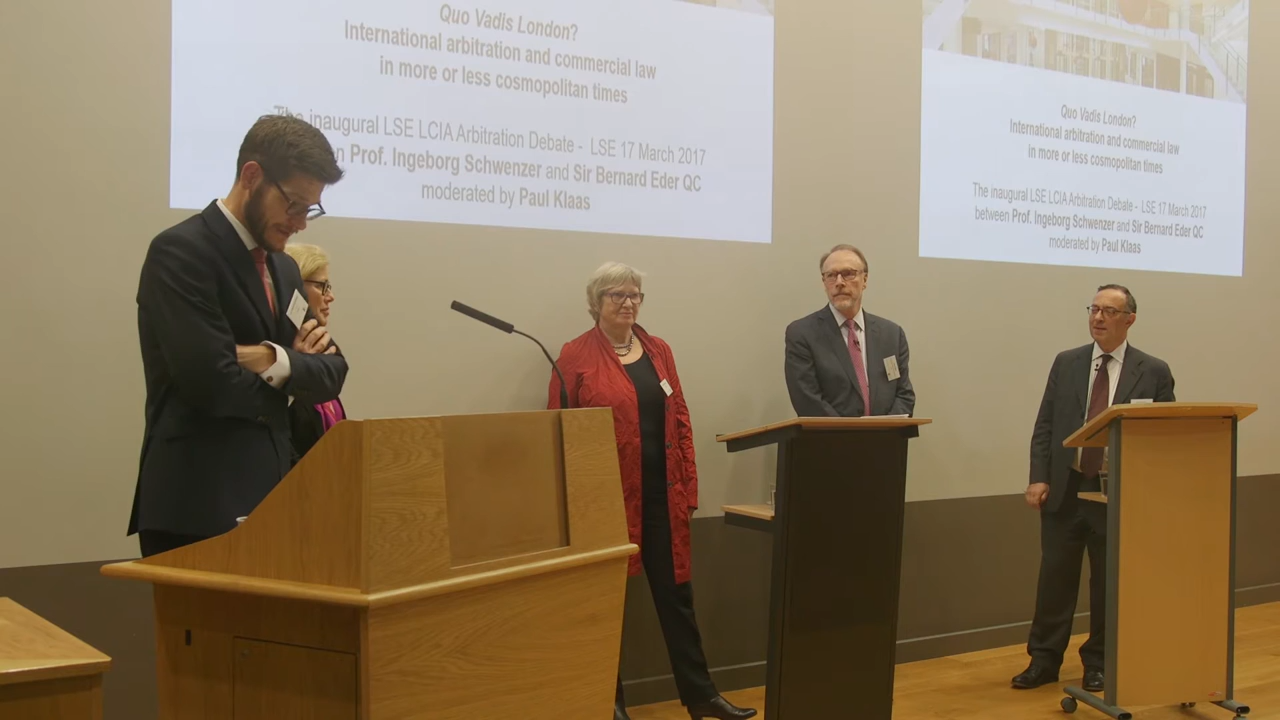 Quo Vadis London?
International arbitration and commercial law
in more or less cosmopolitan times
The inaugural LSE LCIA Arbitration Debate - LSE 17 March 2017
Prof. Ingeborg Schwenzer and Sir Bernard Eder QC
moderated by Paul Klaas
Quo Vadis London?
International arbitration and commercial law
in more or less cosmopolitan times
The inaugural LSE LCIA Arbitration Debate - LSE 17 March 2017
between Prof. Ingeborg Schwenzer and Sir Bernard Eder QC
moderated by Paul Klaas